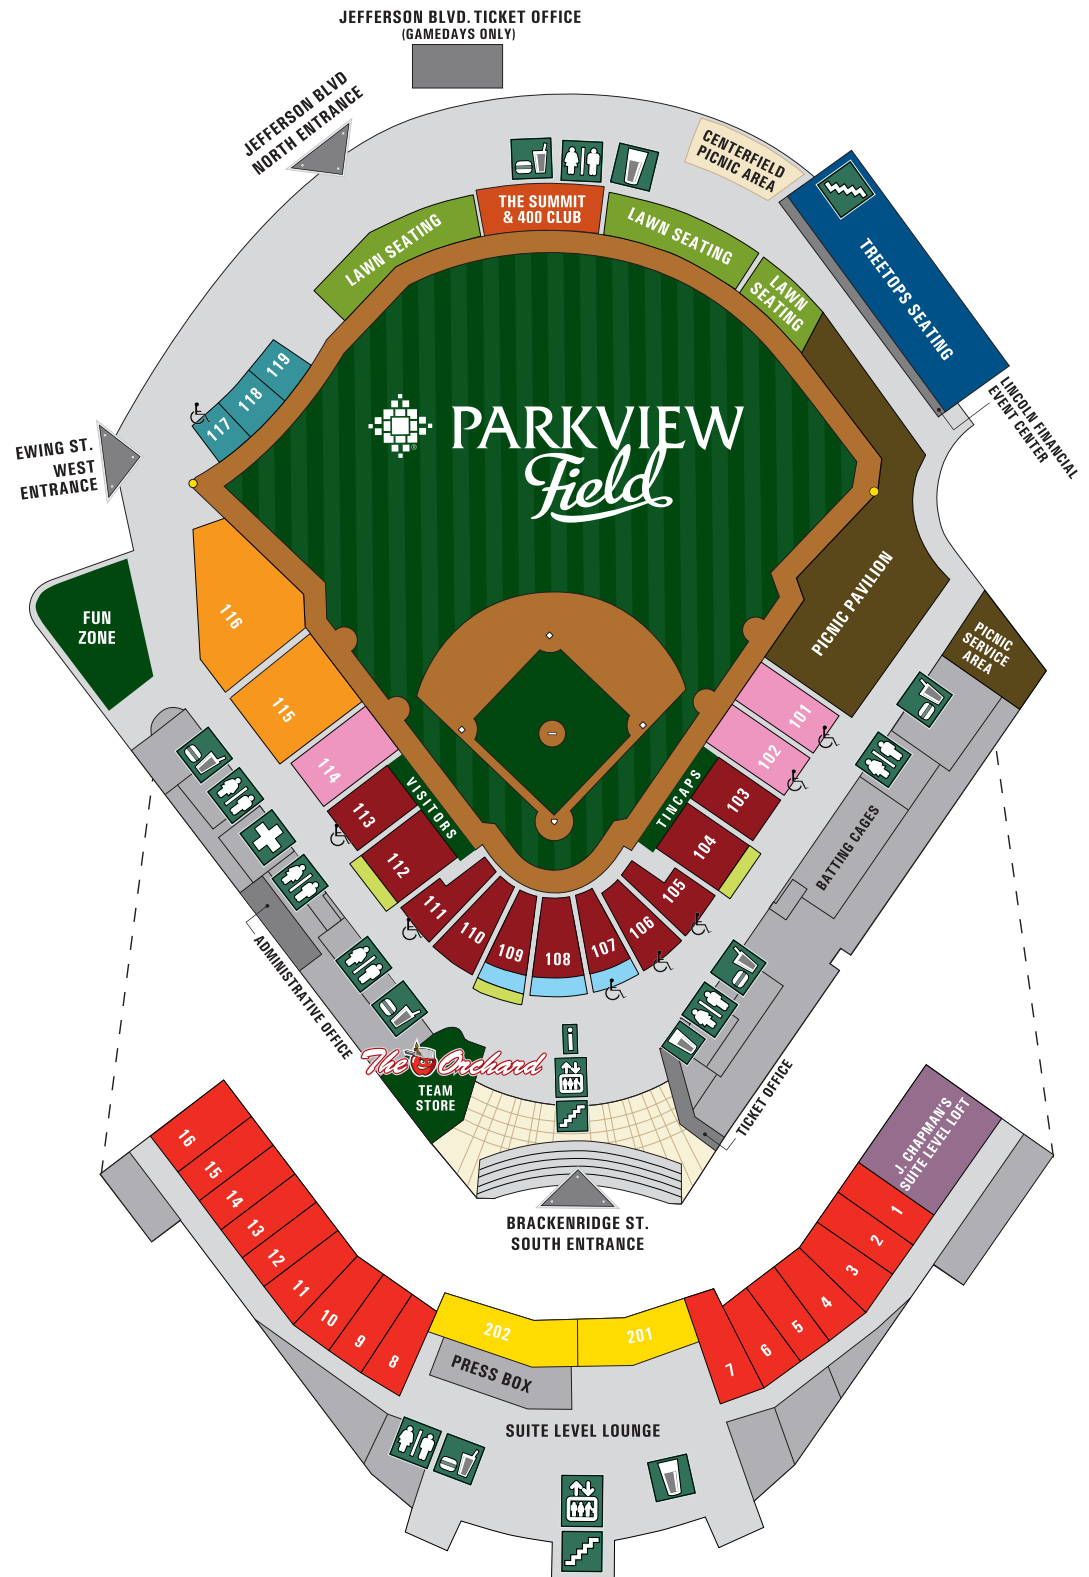 JEFFERSON BLVD. TICKET OFFICE
(GAMEDAYS ONLY)
JEFFERSON BLVD
NORTH ENTRANCE
CENTERFIELD
PICNIC AREA
THE SUMMIT
& 400 CLUB
LAWN SEATING
LAWN SEATING
LAWN
SEATING
TREETOPS SEATING
LINCOLN FINANCIAL
EVENT CENTER
119
118
117
EWING ST.
WEST
ENTRANCE
PARKVIEW
Field
®
FUN
ZONE
116
115
114
113
112
111
110
109
108
107
106
105
104
103
102
101
VISITORS
TINCAPS
PICNIC PAVILION
PICNIC
SERVICE
AREA
BATTING CAGES
ADMINISTRATIVE OFFICE
The Orchard
TEAM
STORE
i
TICKET OFFICE
BRACKENRIDGE ST.
SOUTH ENTRANCE
J. CHAPMAN'S
SUITE LEVEL LOFT
16
15
14
13
12
11
10
9
8
202
201
7
6
5
4
3
2
1
PRESS BOX
SUITE LEVEL LOUNGE